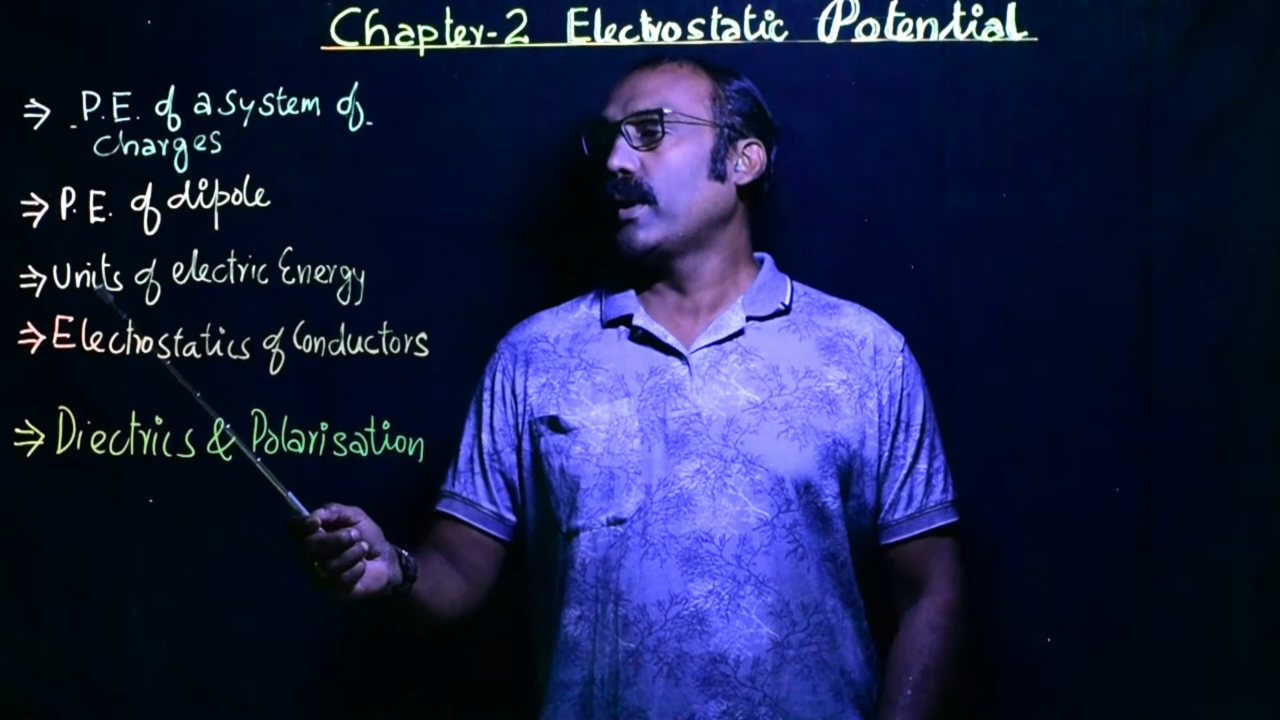 Chapter-2 Electrostatic Potential
⇒ P.E. of a System of
charges
⇒ P.E. of dipole
⇒ Units of electric Energy
⇒ Electrostatics of Conductors
⇒ Diectrics & Polarisation